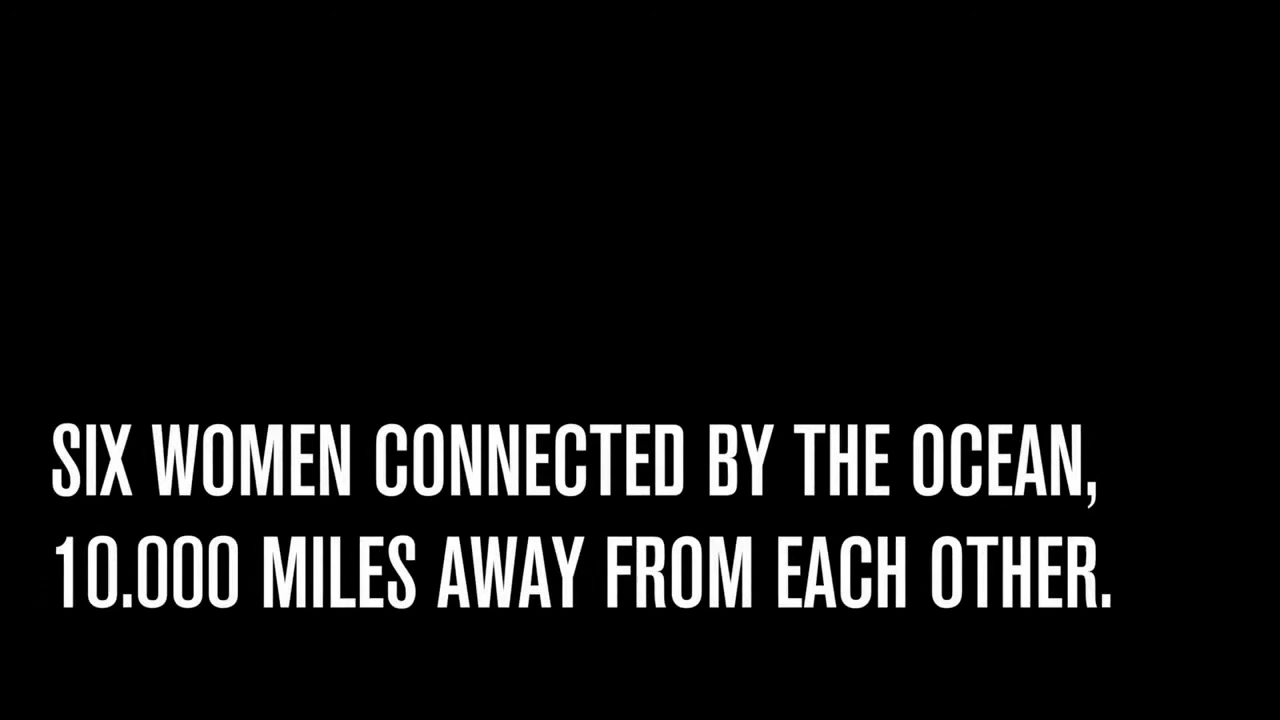 SIX WOMEN CONNECTED BY THE OCEAN,
10.000 MILES AWAY FROM EACH OTHER.